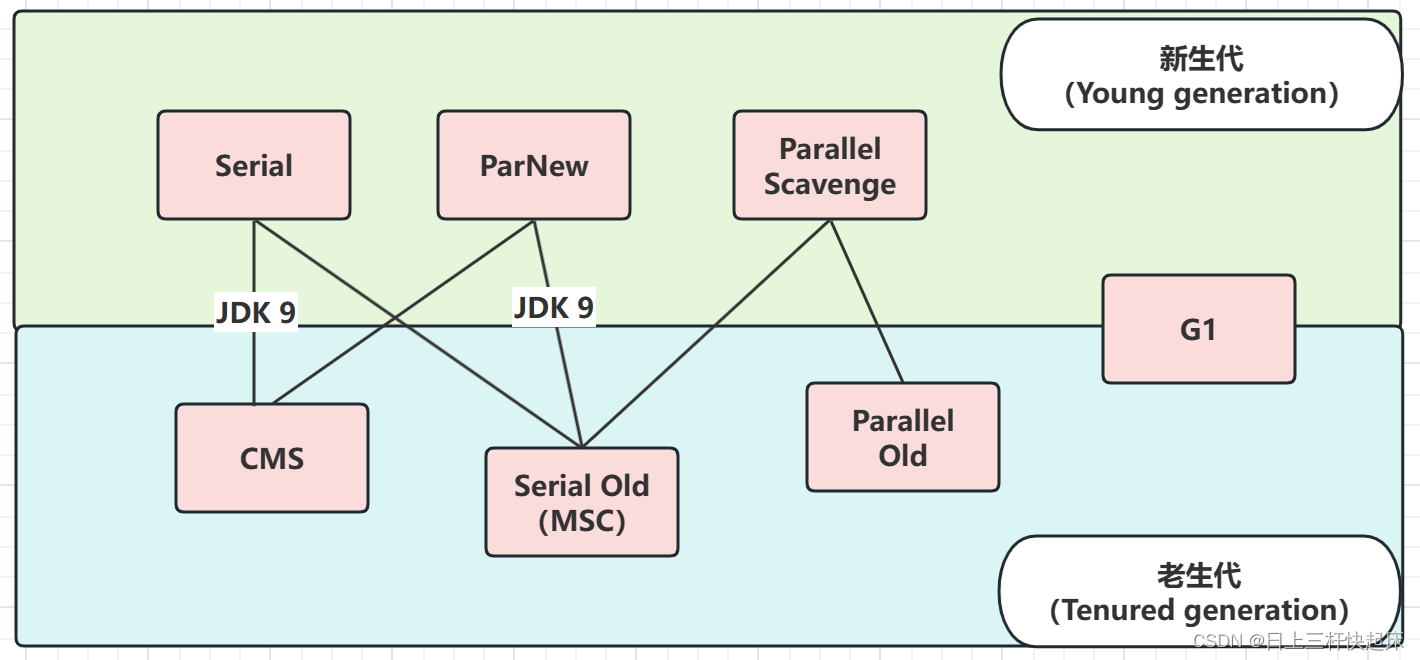 新生代
(Young generation)
Serial
ParNew
Parallel
Scavenge
JDK 9
JDK 9
G1
CMS
Serial Old
(MSC)
Parallel
Old
老生代
(Tenured generation)
CSDN @日上三杆快起床